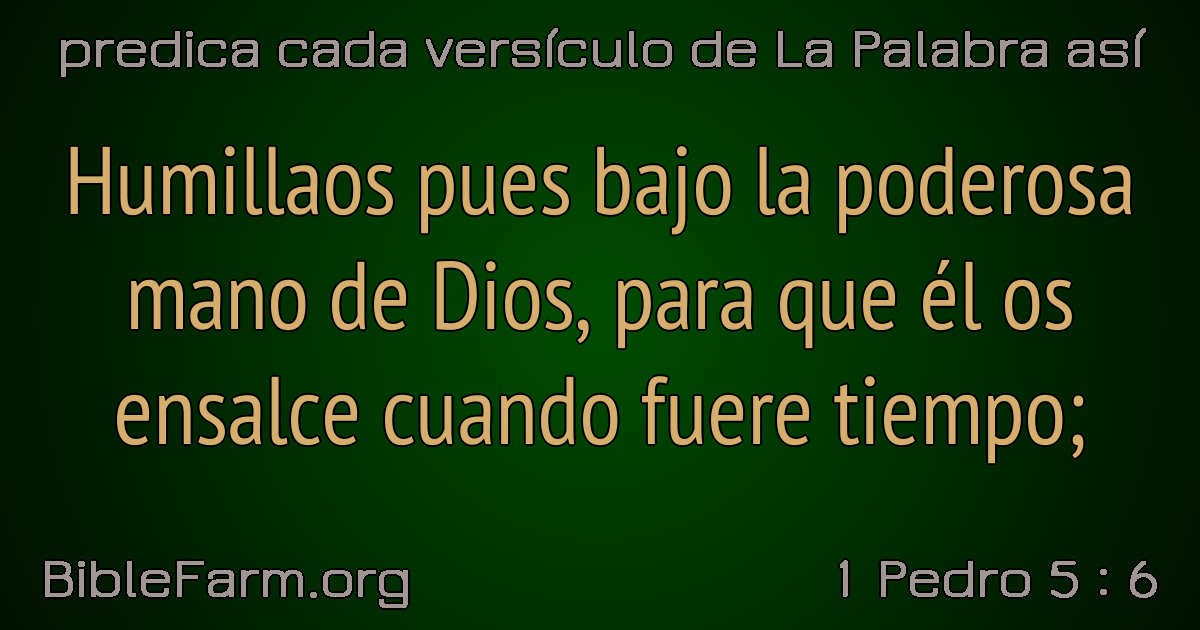 predica cada versículo de La Palabra así
Humillaos pues bajo la poderosa
mano de Dios, para que él os
ensalce cuando fuere tiempo;
BibleFarm.org
1 Pedro 5 : 6